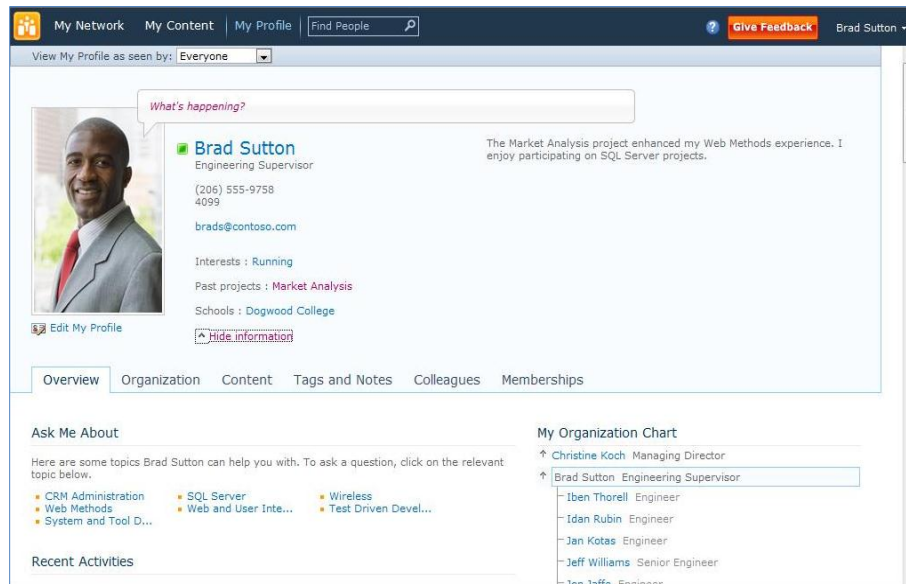 My Network My Content My Profile Find People Give Feedback Brad Sutton
View My Profile as seen by: Everyone
What's happening?
Brad Sutton
Engineering Supervisor
(206) 555-9758
4099
brads@contoso.com
Interests : Running
Past projects : Market Analysis
Schools : Dogwood College
Hide information
The Market Analysis project enhanced my Web Methods experience. I
enjoy participating on SQL Server projects.
Edit My Profile
Overview Organization Content Tags and Notes Colleagues Memberships
Ask Me About
Here are some topics Brad Sutton can help you with. To ask a question, click on the relevant
topic below.
CRM Administration SQL Server Wireless
Web Methods Web and User Inte... Test Driven Devel...
System and Tool D...
Recent Activities
My Organization Chart
Christine Koch Managing Director
Brad Sutton Engineering Supervisor
Iben Thorell Engineer
Idan Rubin Engineer
Jan Kotas Engineer
Jeff Williams Senior Engineer
Jon Jaffe Engineer